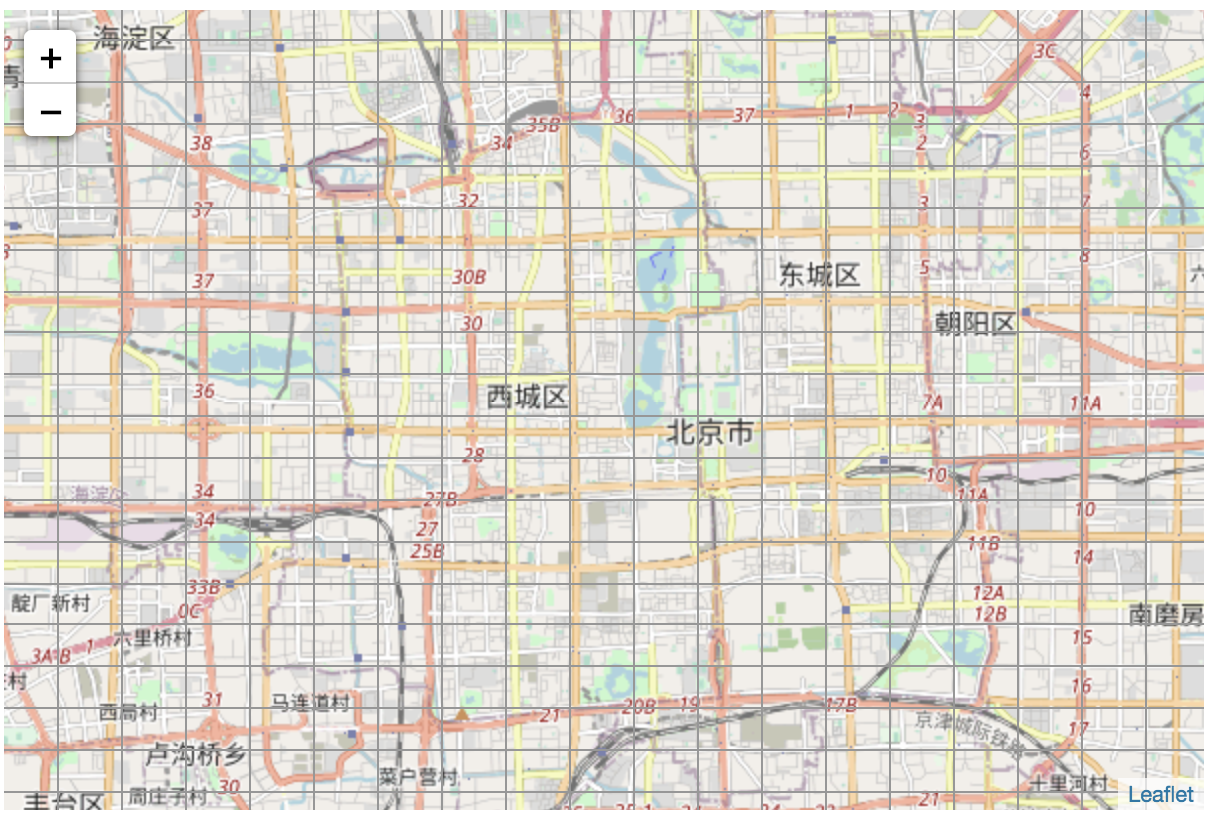 海淀区
3C
+
青
4
−
36
37
1
2
3
35B
38
34
2
6
32
3
37
7
8
5
30B
37
东城区
六
30
朝阳区
36
西城区
7A
11A
北京市
28
10
34
海淀区
27B
11A
34
27
10
11B
25B
14
33B
12A
靛厂新村
0C
12B
南磨房
六里桥村
1
15
3A-B
村
16
31
马连道村
20B
19
17B
西局村
21
京津城际铁路
17
卢沟桥乡
菜户营村
十里河村
30
周庄子村
丰台区
21
Leaflet